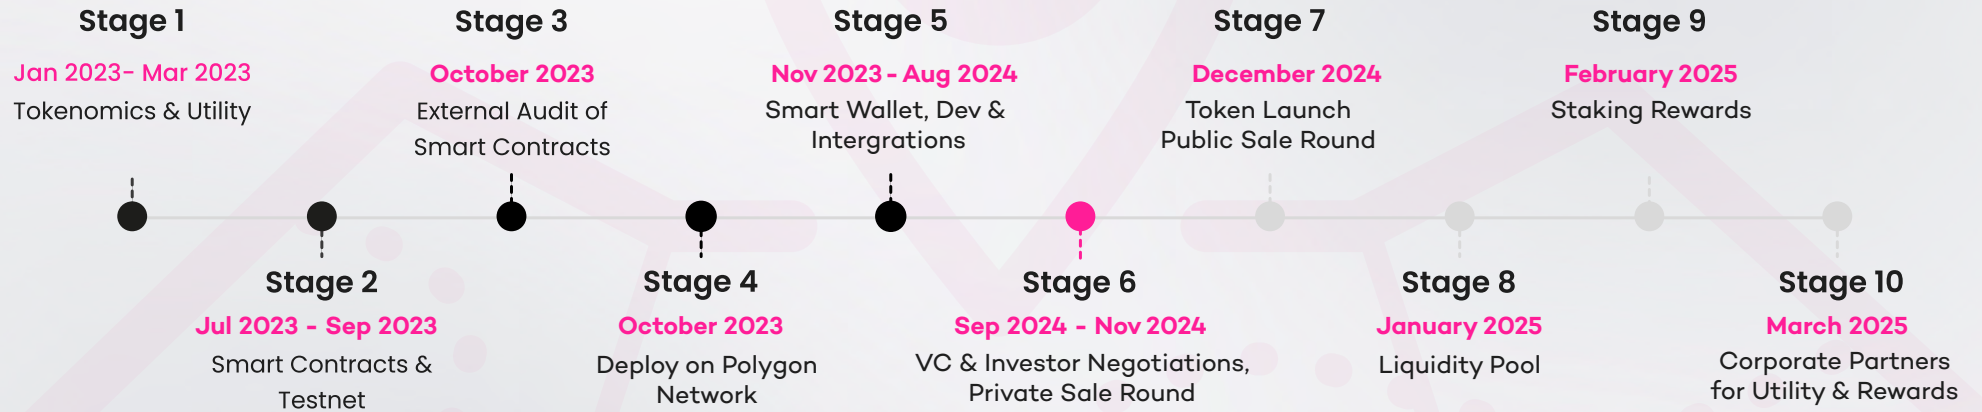 Stage 1
Jan 2023- Mar 2023
Tokenomics & Utility
Stage 2
Jul 2023 - Sep 2023
Smart Contracts &
Testnet
Stage 3
October 2023
External Audit of
Smart Contracts
Stage 4
October 2023
Deploy on Polygon
Network
Stage 5
Nov 2023 - Aug 2024
Smart Wallet, Dev &
Intergrations
Stage 6
Sep 2024 - Nov 2024
VC & Investor Negotiations,
Private Sale Round
Stage 7
December 2024
Token Launch
Public Sale Round
Stage 8
January 2025
Liquidity Pool
Stage 9
February 2025
Staking Rewards
Stage 10
March 2025
Corporate Partners
for Utility & Rewards